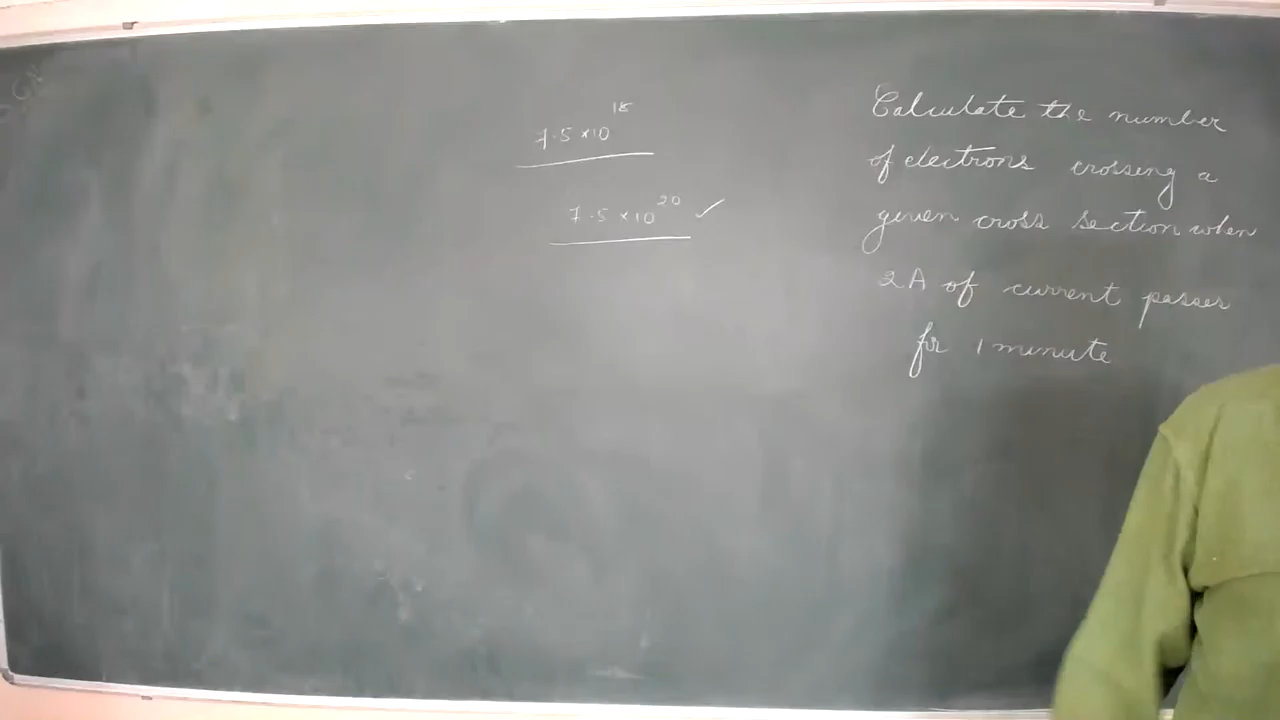 7.5 ×10^18
7.5 ×10^20 ✓
Calculate the number
of electrons crossing a
given cross section when
2A of current passes
for 1 minute